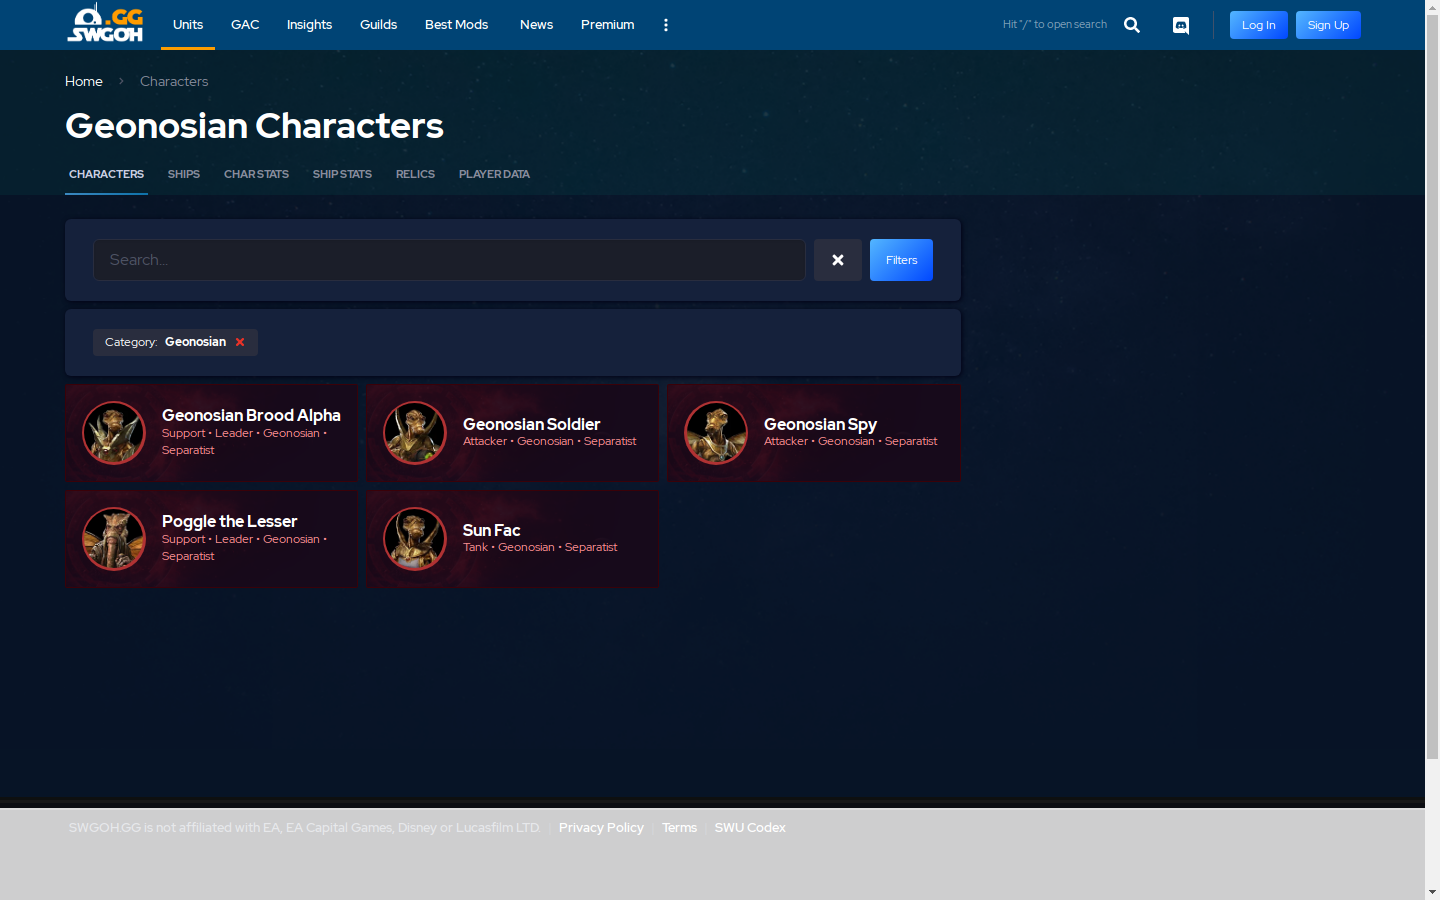 .GG
SWGOH
Units
GAC
Insights
Guilds
Best Mods
News
Premium
Hit "/" to open search
Log In
Sign Up
Home
Characters
Geonosian Characters
CHARACTERS
SHIPS
CHAR STATS
SHIP STATS
RELICS
PLAYER DATA
Search...
Filters
Category: Geonosian
Geonosian Brood Alpha
Support • Leader • Geonosian •
Separatist
Geonosian Soldier
Attacker • Geonosian • Separatist
Geonosian Spy
Attacker • Geonosian • Separatist
Poggle the Lesser
Support • Leader • Geonosian •
Separatist
Sun Fac
Tank • Geonosian • Separatist
SWGOH.GG is not affiliated with EA, EA Capital Games, Disney or Lucasfilm LTD. | Privacy Policy | Terms | SWU Codex